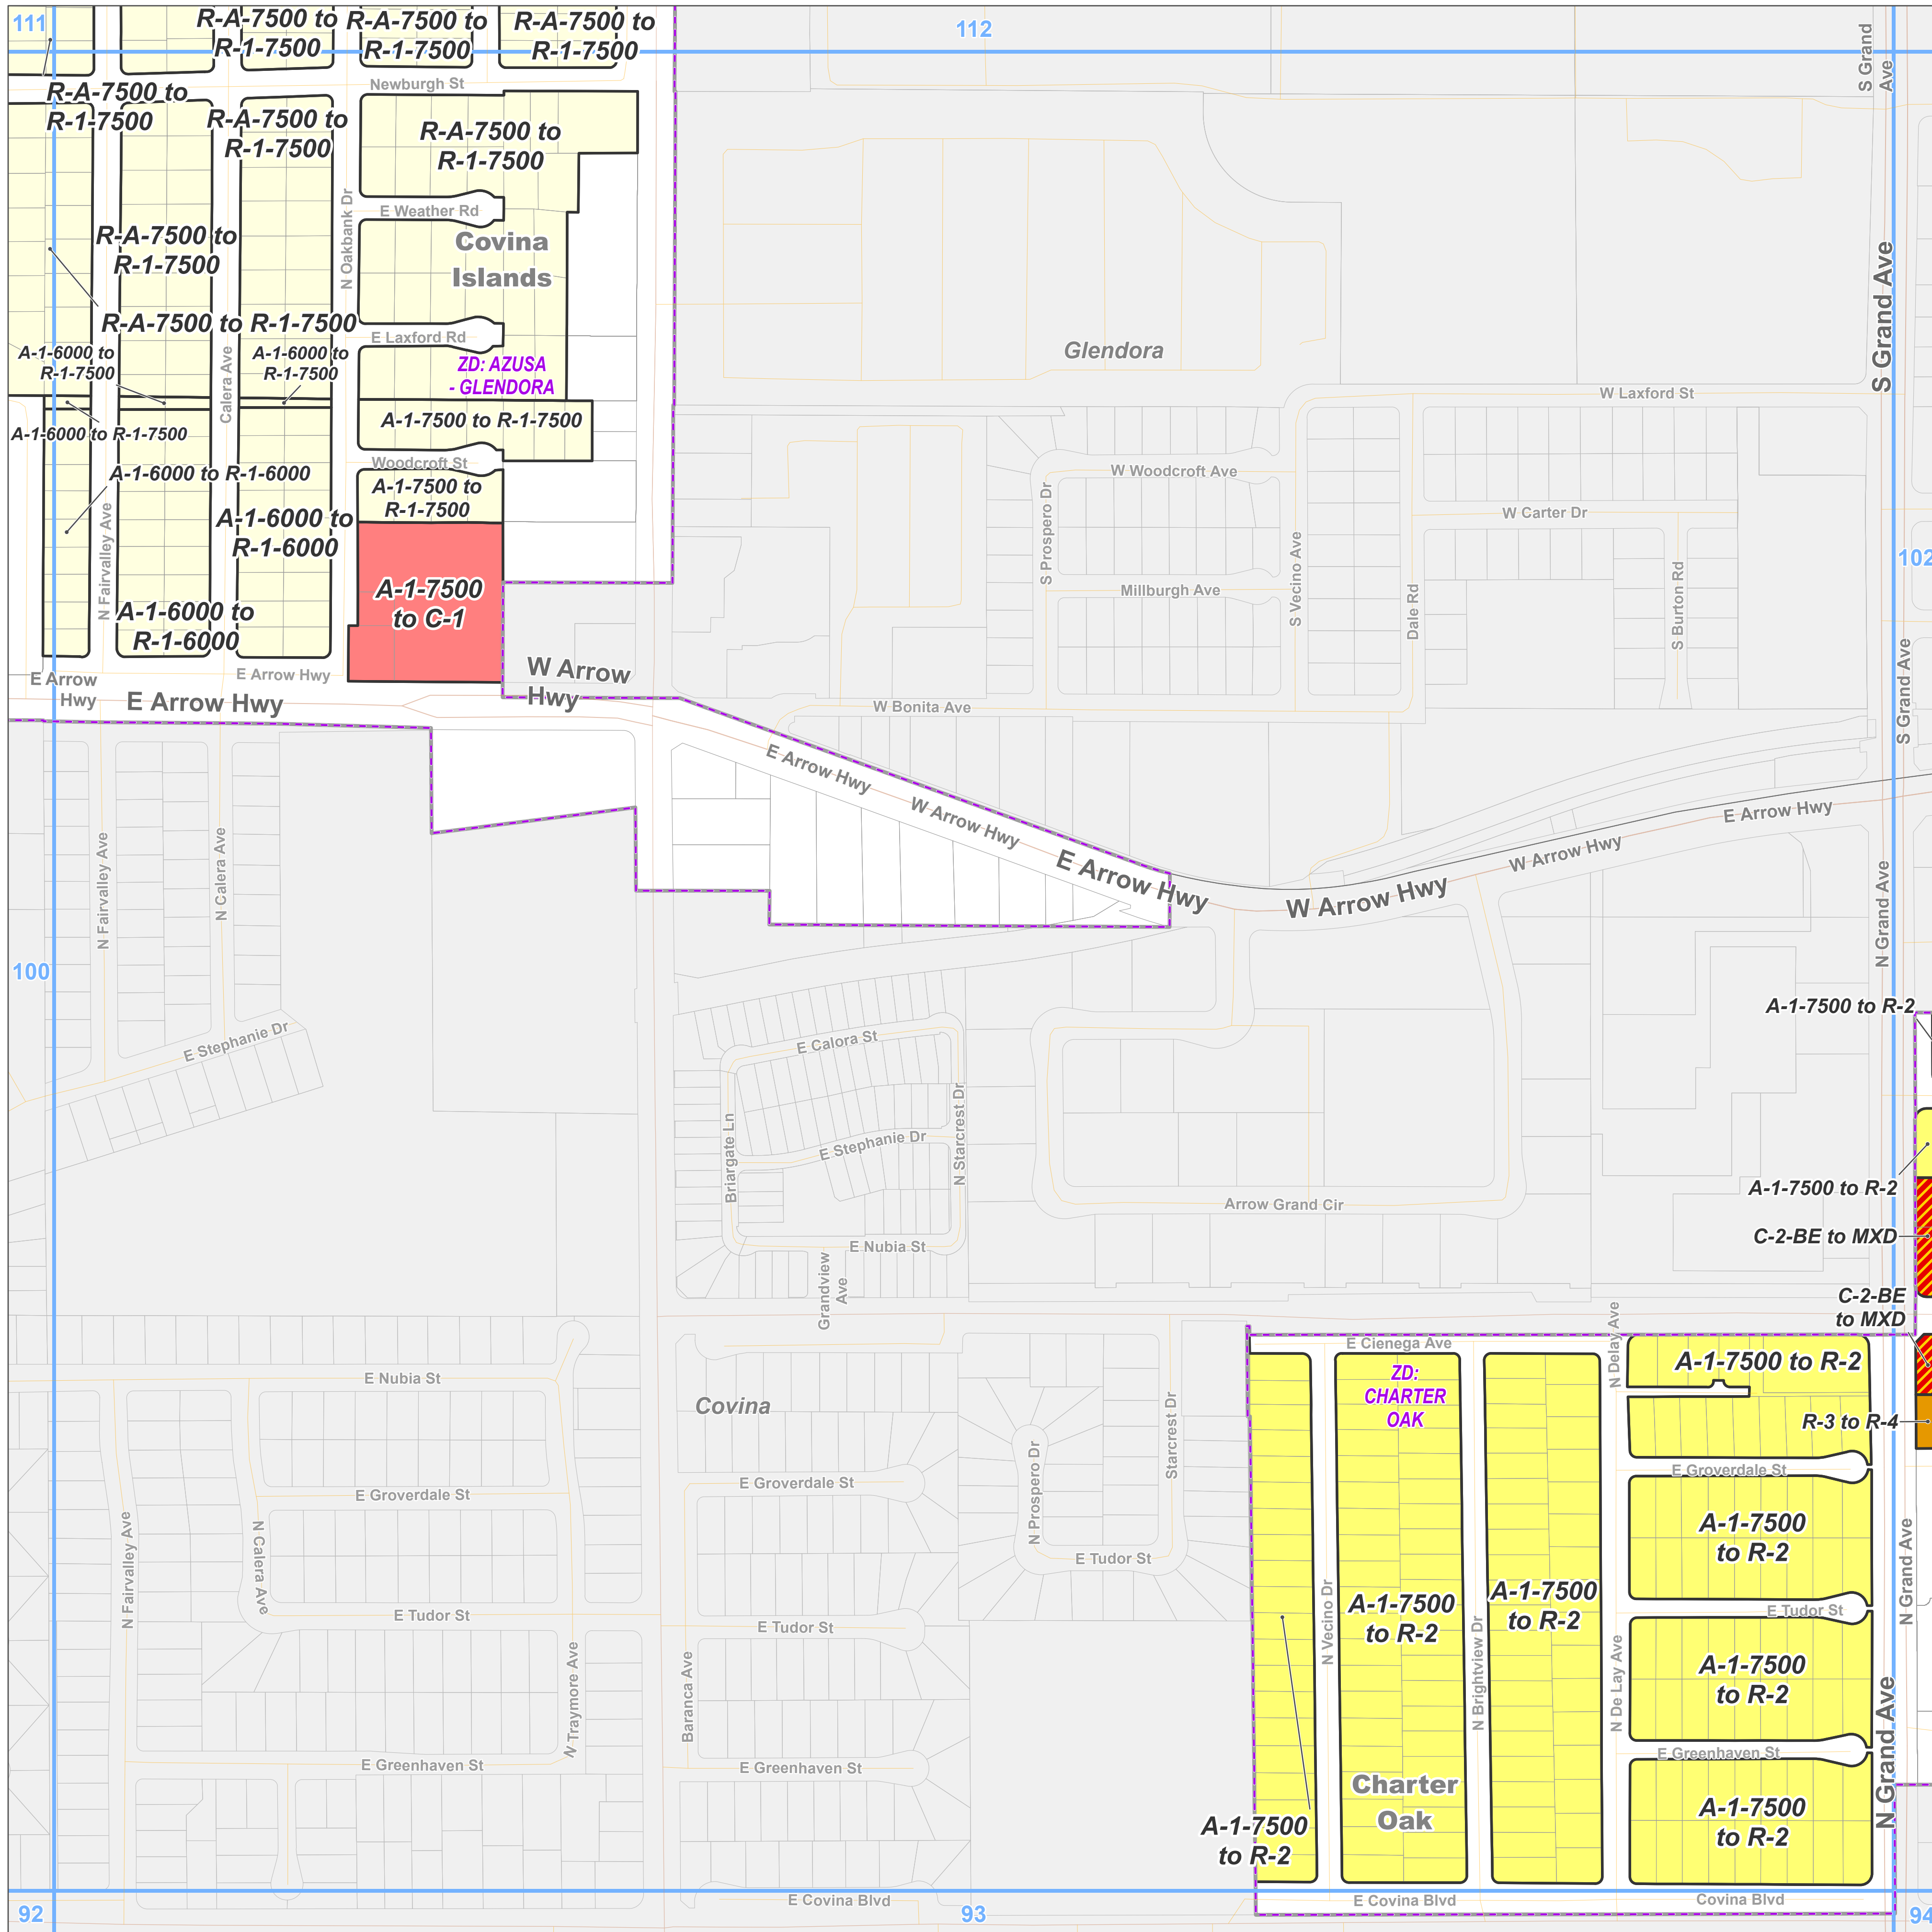 111
R-A-7500 to
R-1-7500
R-A-7500 to
R-1-7500
R-A-7500 to
R-1-7500
112
S Grand
Ave
Newburgh St
R-A-7500 to
R-1-7500
R-A-7500 to
R-1-7500
R-A-7500 to
R-1-7500
E Weather Rd
N Oakbank Dr
Covina
Islands
R-A-7500 to
R-1-7500
S Grand Ave
R-A-7500 to R-1-7500
E Laxford Rd
Glendora
A-1-6000 to
R-1-7500
A-1-6000 to
R-1-7500
ZD: AZUSA
- GLENDORA
Calera Ave
W Laxford St
A-1-7500 to R-1-7500
A-1-6000 to R-1-7500
Woodcroft St
W Woodcroft Ave
A-1-6000 to R-1-6000
A-1-7500 to
R-1-7500
S Prospero Dr
W Carter Dr
A-1-6000 to
R-1-6000
N Fairvalley Ave
S Vecino Ave
102
A-1-7500
to C-1
Millburgh Ave
Dale Rd
S Burton Rd
A-1-6000 to
R-1-6000
E Arrow
Hwy
E Arrow Hwy
E Arrow Hwy
W Arrow
Hwy
S Grand Ave
W Bonita Ave
E Arrow Hwy
W Arrow Hwy
E Arrow Hwy
W Arrow Hwy
W Arrow Hwy
E Arrow Hwy
N Fairvalley Ave
N Calera Ave
N Grand Ave
100
A-1-7500 to R-2
E Stephanie Dr
E Calora St
Briargate Ln
E Stephanie Dr
N Starcrest Dr
A-1-7500 to R-2
Arrow Grand Cir
C-2-BE to MXD
E Nubia St
Grandview
Ave
C-2-BE
to MXD
E Cienega Ave
N Delay Ave
A-1-7500 to R-2
E Nubia St
ZD:
CHARTER
OAK
Covina
R-3 to R-4
Starcrest Dr
E Groverdale St
E Groverdale St
E Groverdale St
N Prospero Dr
A-1-7500
to R-2
N Fairvalley Ave
N Calera Ave
E Tudor St
N Grand Ave
A-1-7500
to R-2
A-1-7500
to R-2
E Tudor St
E Tudor St
E Tudor St
N Vecino Dr
A-1-7500
to R-2
N Traymore Ave
Baranca Ave
N Brightview Dr
N De Lay Ave
N Grand Ave
E Greenhaven St
E Greenhaven St
E Greenhaven St
Charter
Oak
A-1-7500
to R-2
A-1-7500
to R-2
E Covina Blvd
E Covina Blvd
Covina Blvd
92
93
94